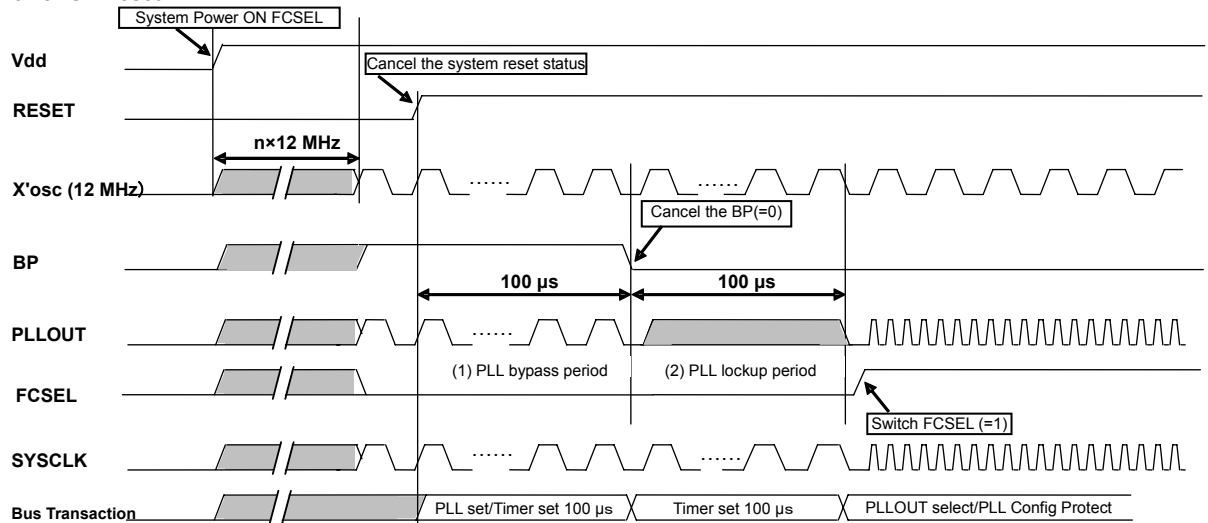 System Power ON FCSEL
Vdd
Cancel the system reset status
RESET
n×12 MHz
X'osc (12 MHz)
Cancel the BP(=0)
BP
100 µs
100 µs
PLLOUT
(1) PLL bypass period
(2) PLL lockup period
FCSEL
Switch FCSEL (=1)
SYSCLK
Bus Transaction
PLL set/Timer set 100 µs
Timer set 100 µs
PLLOUT select/PLL Config Protect